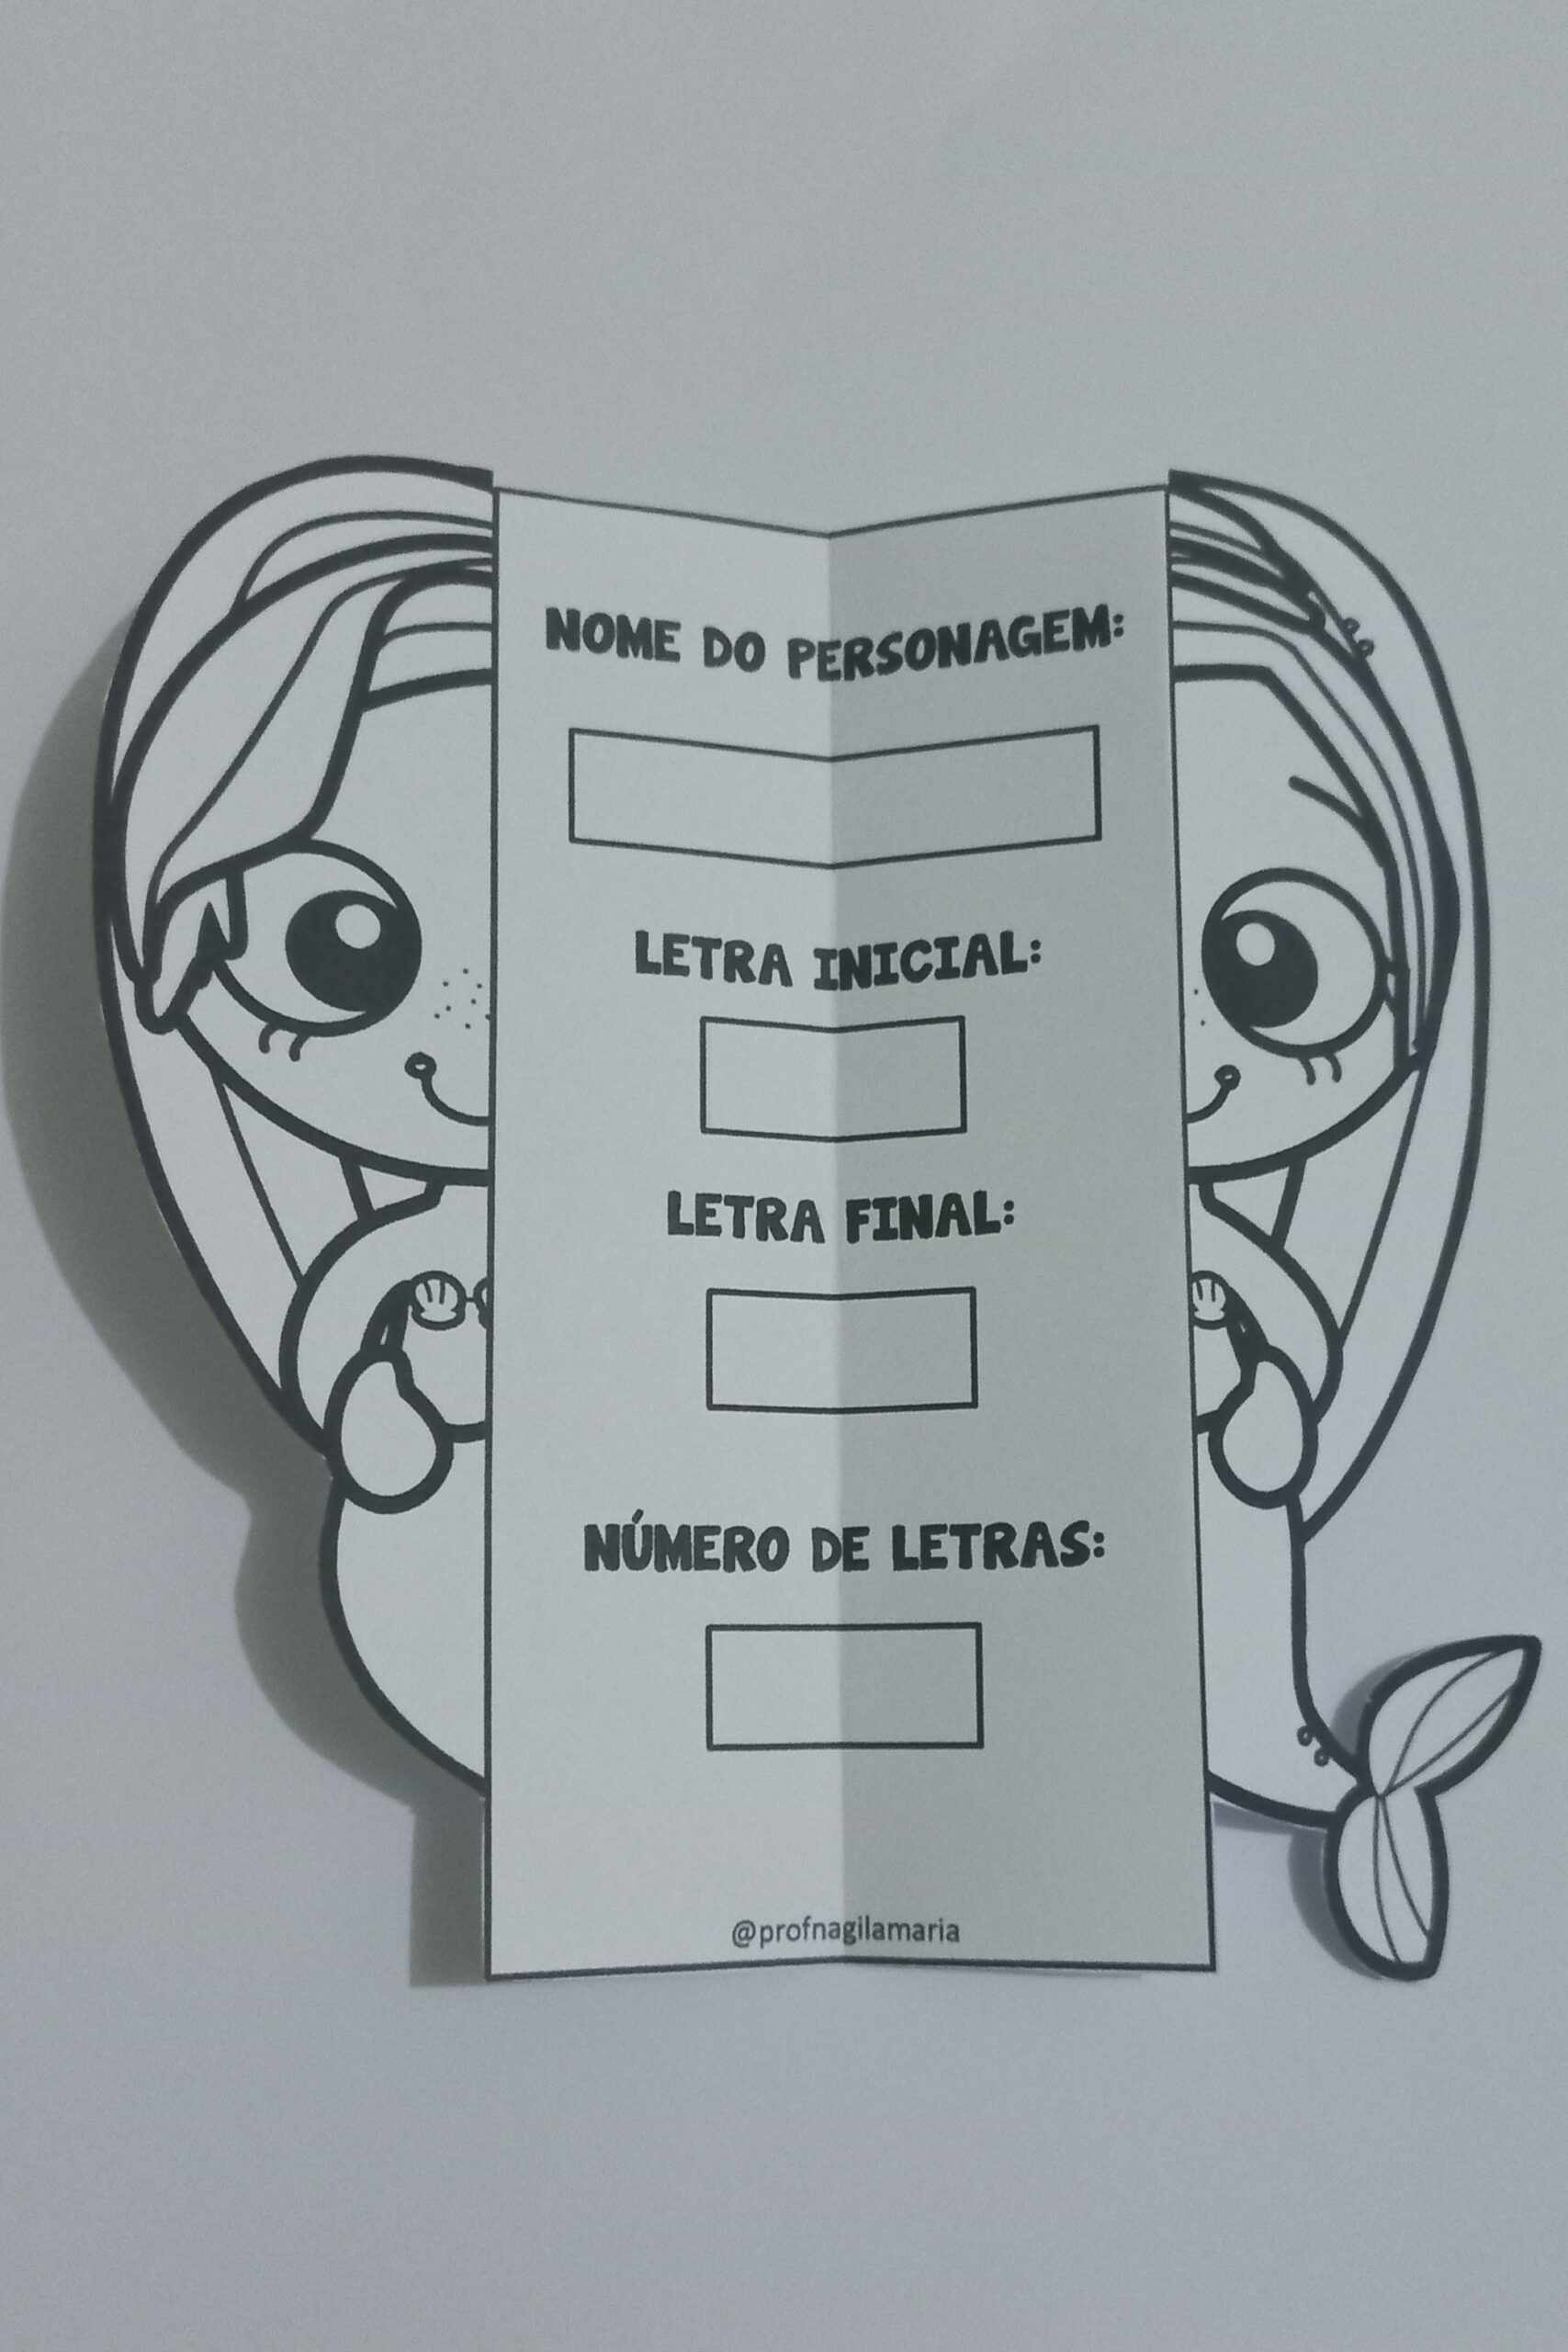 NOME DO PERSONAGEM:
LETRA INICIAL:
LETRA FINAL:
NÚMERO DE LETRAS:
@profnagilamaria